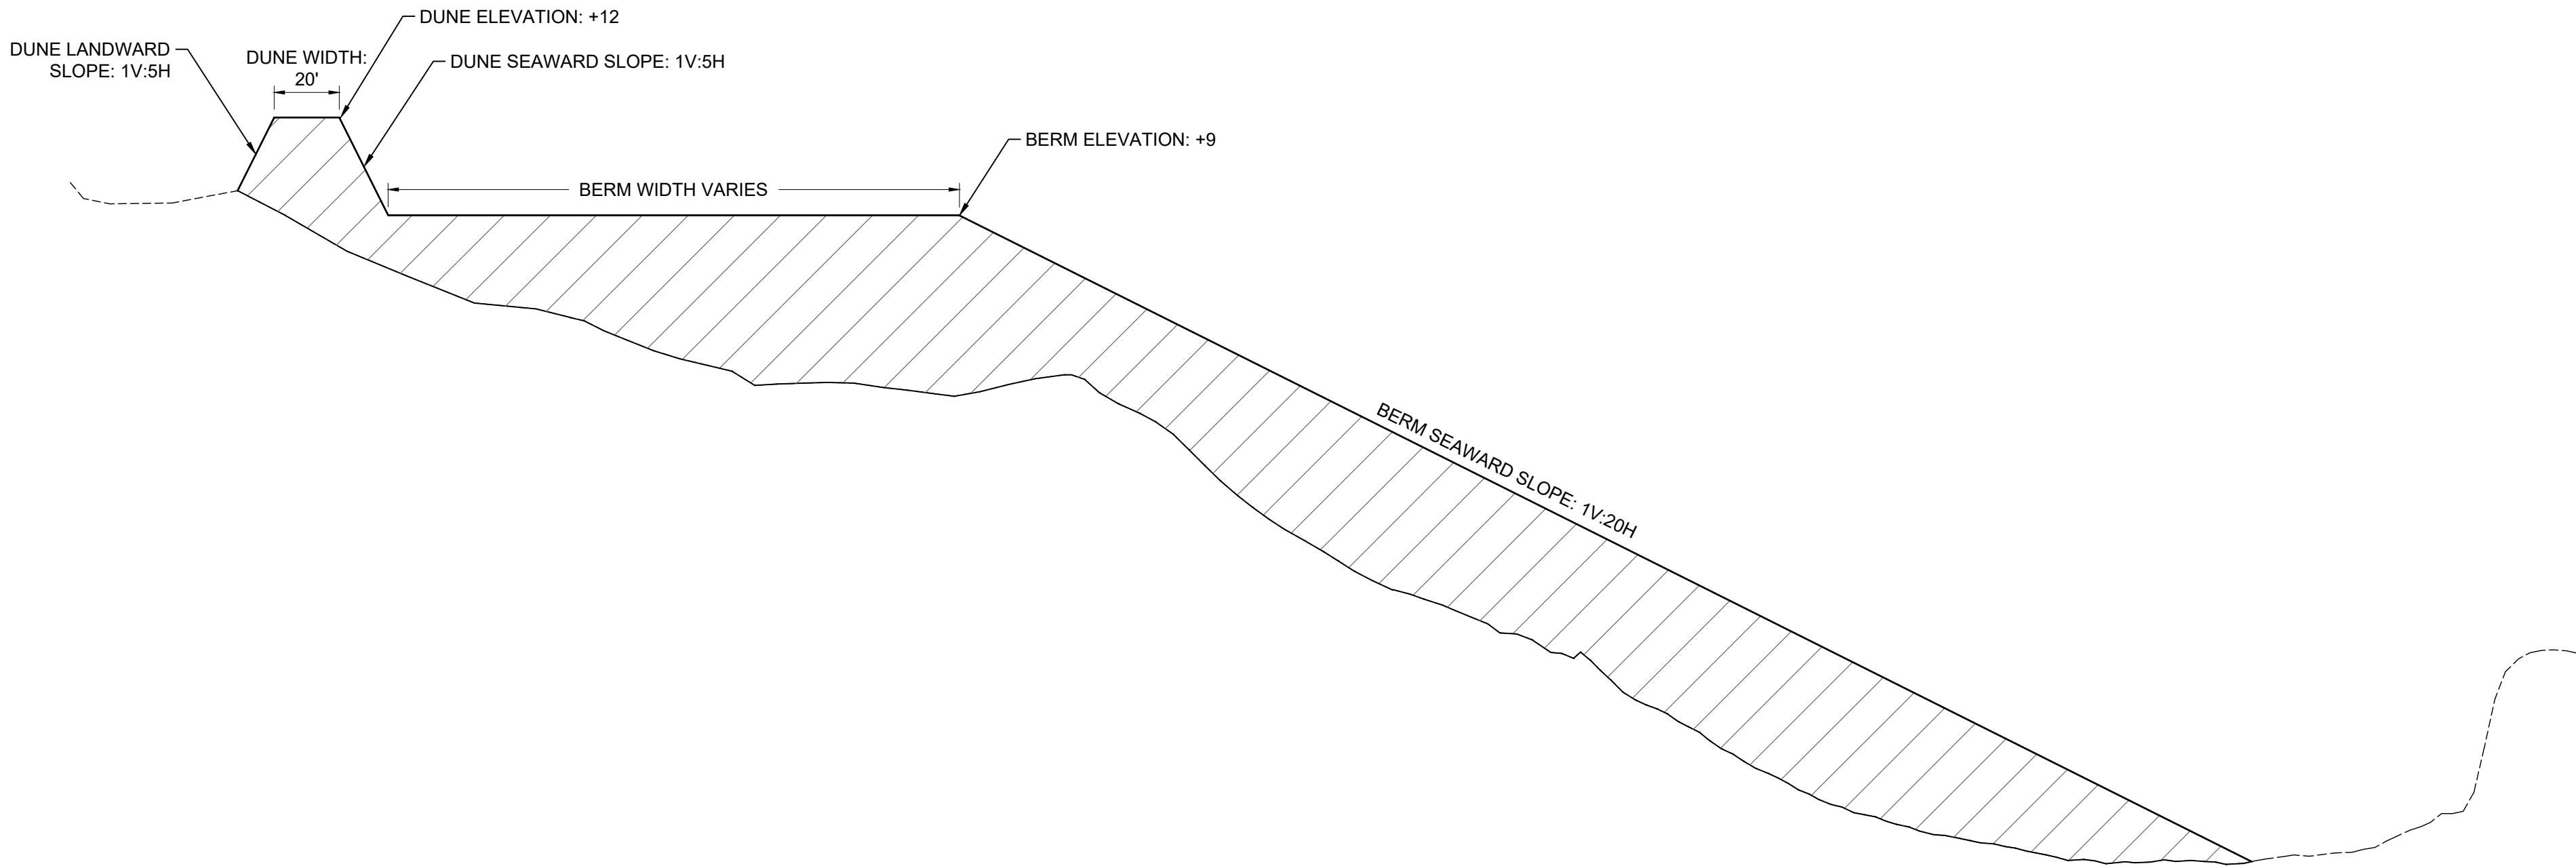 DUNE ELEVATION: +12
DUNE LANDWARD
SLOPE: 1V:5H
DUNE WIDTH:
20'
DUNE SEAWARD SLOPE: 1V:5H
BERM ELEVATION: +9
BERM WIDTH VARIES
BERM SEAWARD SLOPE: 1V:20H